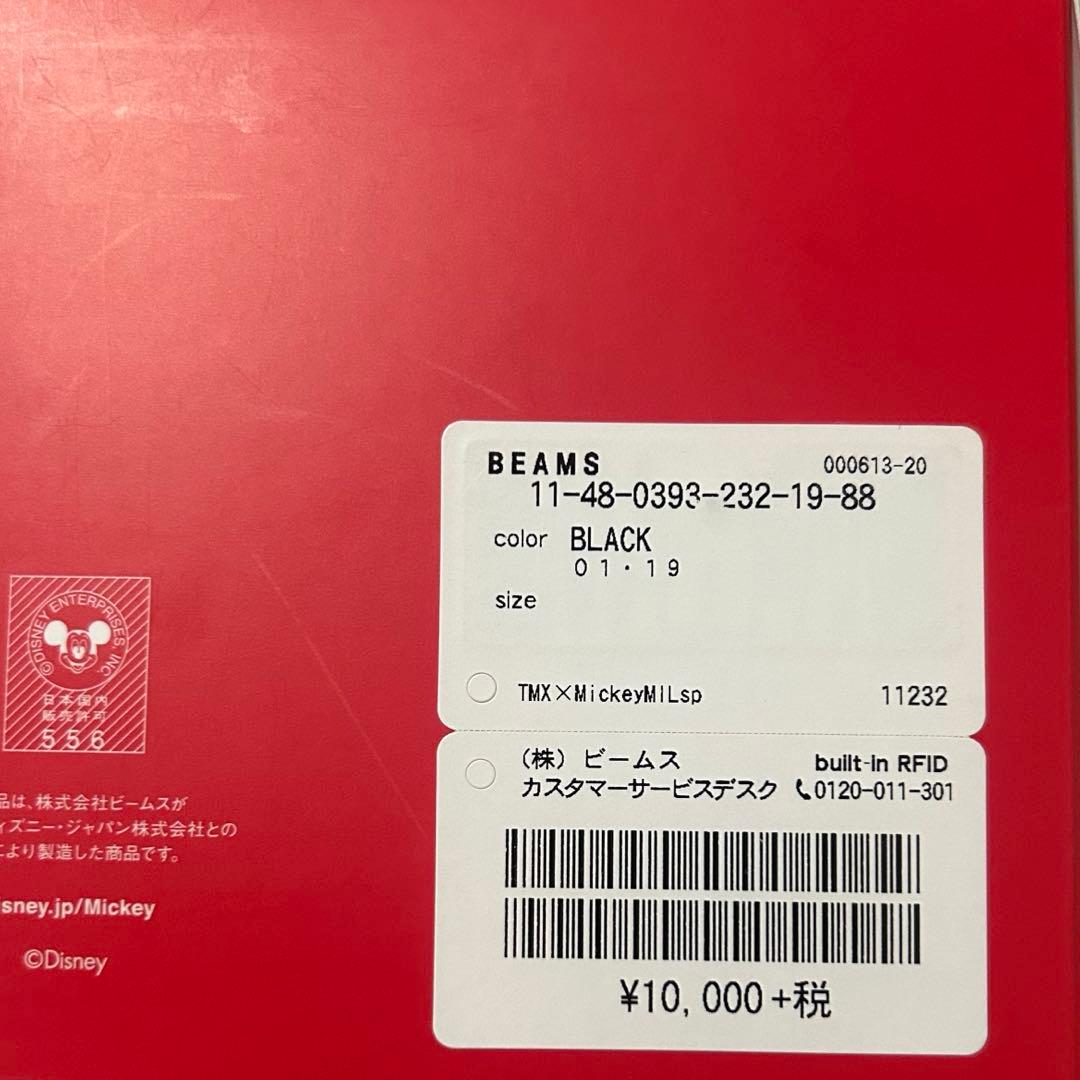 BEAMS 000613-20
11-48-0393-232-19-88
color BLACK
01・19
size
TMX×MickeyMILsp 11232
(株) ビームス built-in RFID
カスタマーサービスデスク 0120-011-301
¥10,000+税
©DISNEY ENTERPRISES, INC.
日本国内
販売許可
556
品は、株式会社ビームスが
ィズニー・ジャパン株式会社との
により製造した商品です。
isney.jp/Mickey
©Disney